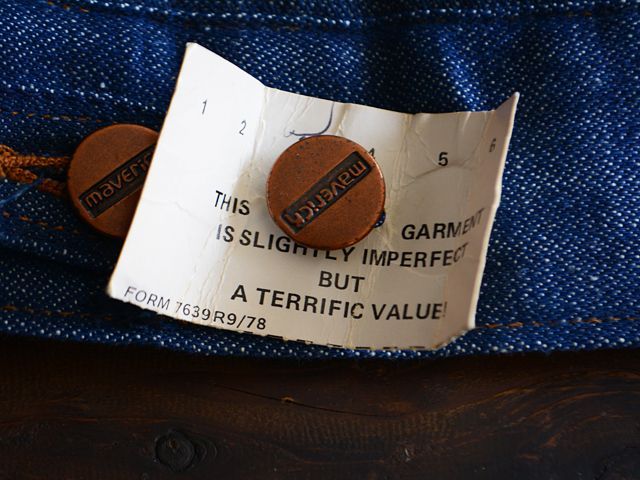 1 2 4 5 6
maverick
maverick
THIS GARMENT
IS SLIGHTLY IMPERFECT
BUT
A TERRIFIC VALUE!
FORM 7639R9/78